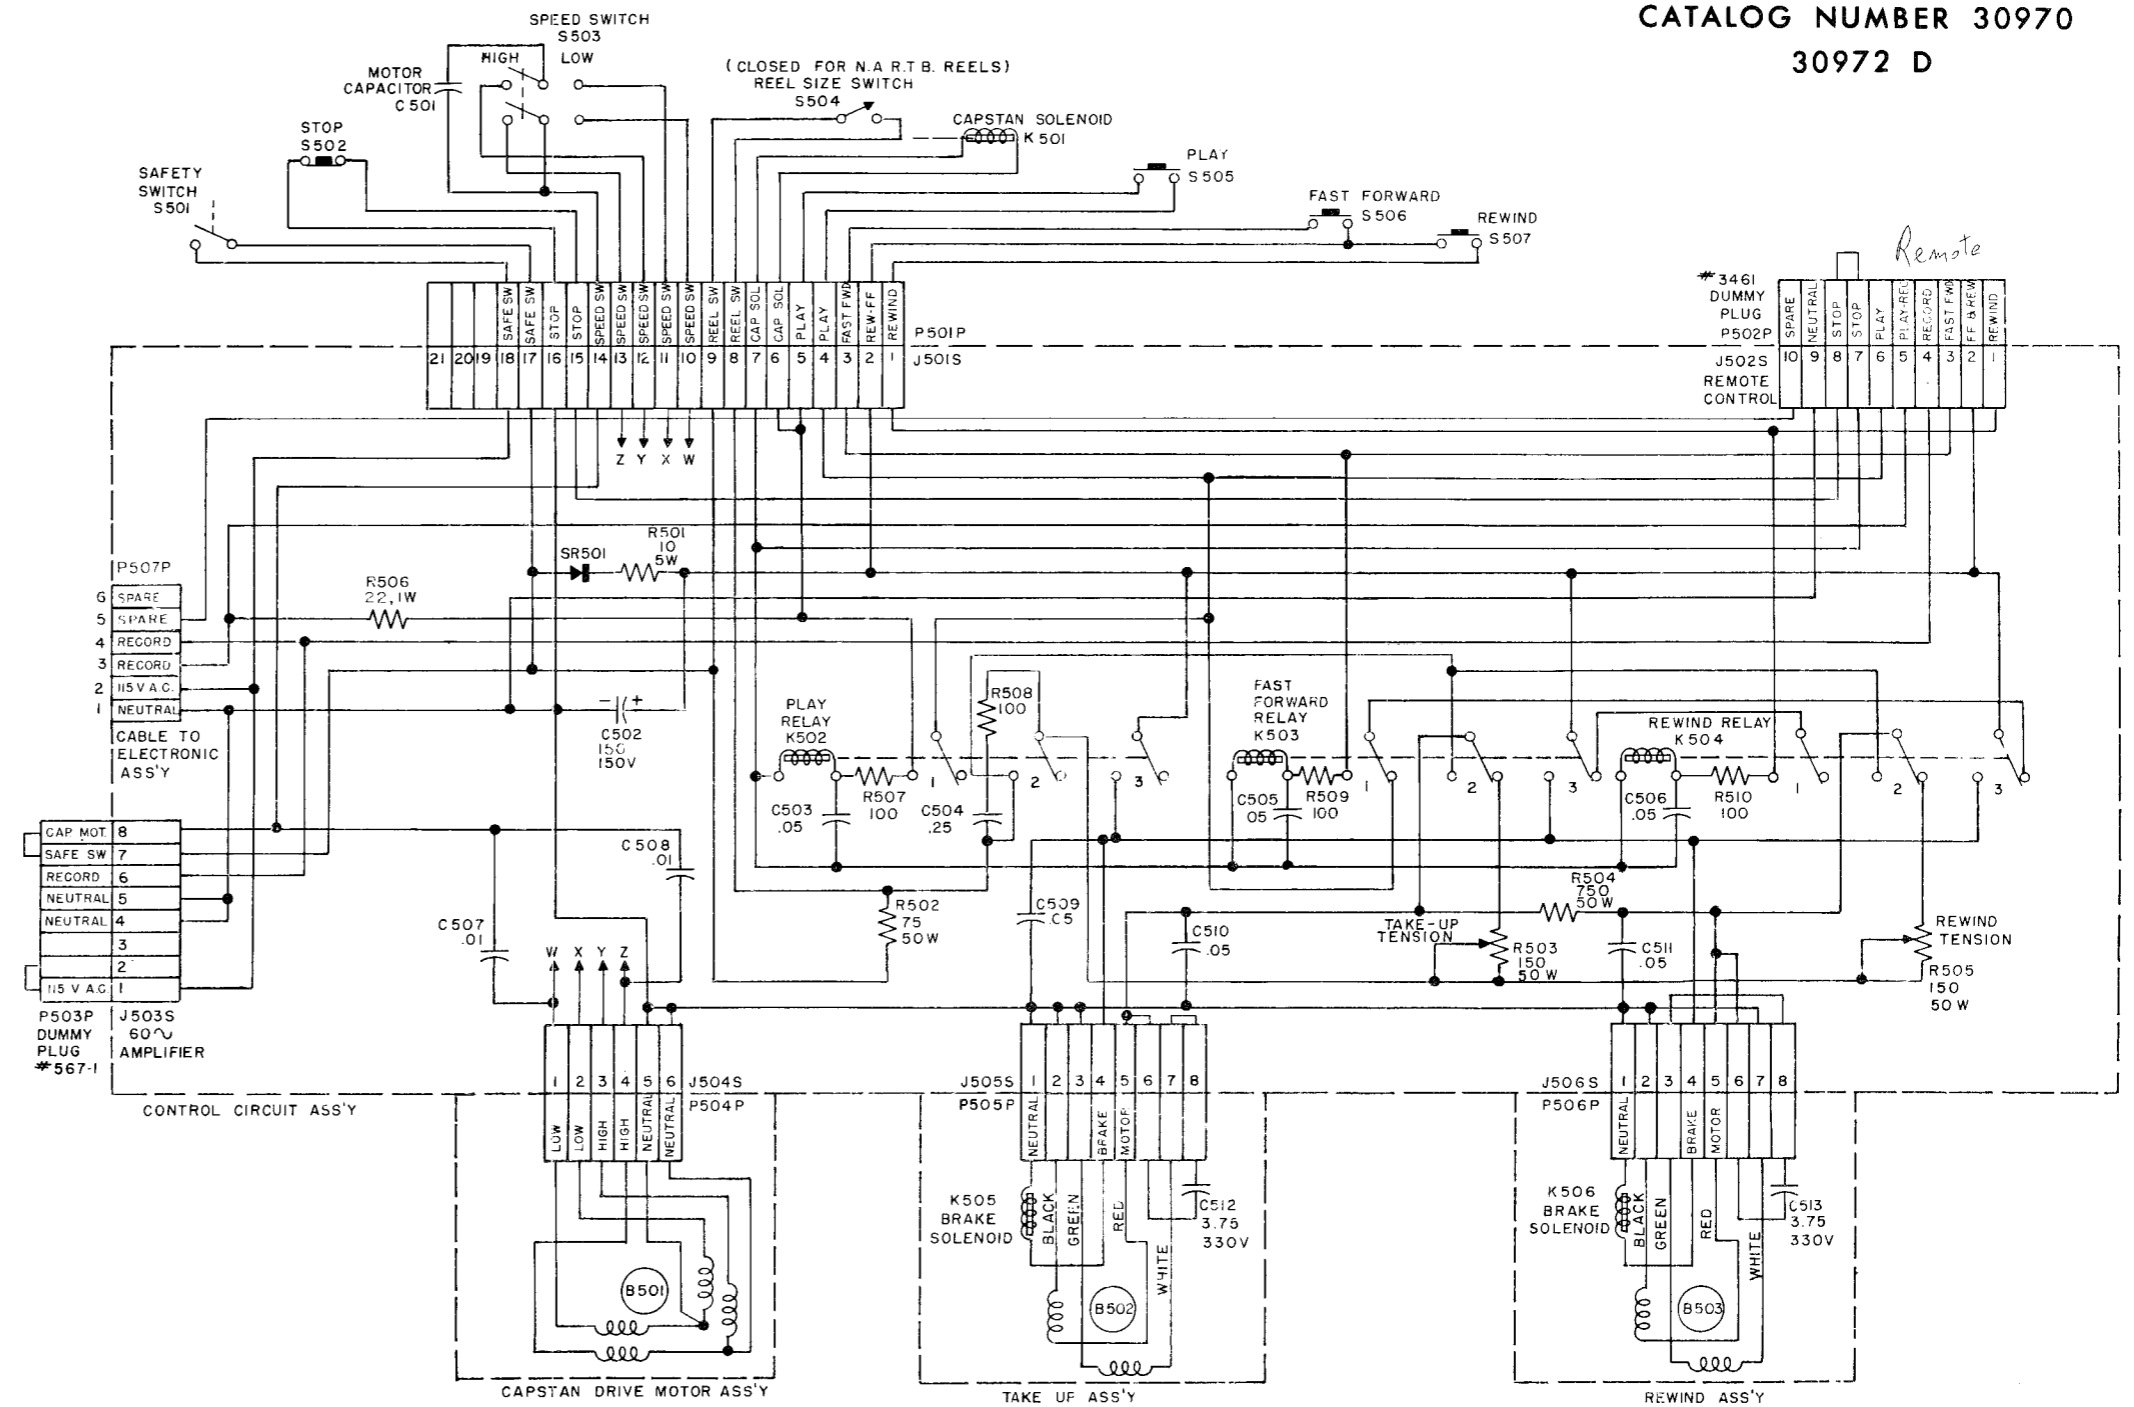 CATALOG NUMBER 30970
30972 D
SPEED SWITCH
S503
HIGH
LOW
MOTOR
CAPACITOR
C501
(CLOSED FOR N.A R.T B. REELS)
REEL SIZE SWITCH
S504
CAPSTAN SOLENOID
K 501
STOP
S502
SAFETY
SWITCH
S501
PLAY
S505
FAST FORWARD
S506
REWIND
S507
Remote
#3461
DUMMY
PLUG
P502P
J502S
REMOTE
CONTROL
SPARE
NEUTRAL
STOP
STOP
PLAY
PLAY-REC
RECORD
FAST FWD
FF & REW
REWIND
10 9 8 7 6 5 4 3 2 1
SAFE SW
SAFE SW
STOP
STOP
SPEED SW
SPEED SW
SPEED SW
SPEED SW
SPEED SW
REEL SW
REEL SW
CAP SOL
CAP SOL
PLAY
PLAY
FAST FWD
REW-FF
REWIND
P501P
J501S
21 20 19 18 17 16 15 14 13 12 11 10 9 8 7 6 5 4 3 2 1
Z Y X W
P507P
6 SPARE
5 SPARE
4 RECORD
3 RECORD
2 115 V A.C.
1 NEUTRAL
CABLE TO
ELECTRONIC
ASS'Y
SR501
R501
10
5W
R506
22,1W
- +
C502
150
150V
PLAY
RELAY
K502
R507
100
C503
.05
R508
100
C504
.25
1 2 3
FAST
FORWARD
RELAY
K503
C505
05
R509
100
1 2 3
REWIND RELAY
K504
C506
.05
R510
100
1 2 3
CAP MOT. 8
SAFE SW 7
RECORD 6
NEUTRAL 5
NEUTRAL 4
3
2
115 V A.C. 1
P503P
DUMMY
PLUG
#567-1
J503S
60∿
AMPLIFIER
C508
.01
C507
.01
R502
75
50W
C509
.05
C510
.05
TAKE-UP
TENSION
R503
150
50 W
R504
750
50W
C511
.05
REWIND
TENSION
R505
150
50 W
W X Y Z
CONTROL CIRCUIT ASS'Y
1 2 3 4 5 6
J504S
P504P
LOW
LOW
HIGH
HIGH
NEUTRAL
NEUTRAL
B501
CAPSTAN DRIVE MOTOR ASS'Y
J505S
P505P
1 2 3 4 5 6 7 8
NEUTRAL
BRAKE
MOTOR
K505
BRAKE
SOLENOID
BLACK
GREEN
RED
WHITE
C512
3.75
330V
B502
TAKE UP ASS'Y
J506S
P506P
1 2 3 4 5 6 7 8
NEUTRAL
BRAKE
MOTOR
K506
BRAKE
SOLENOID
BLACK
GREEN
RED
WHITE
C513
3.75
330V
B503
REWIND ASS'Y